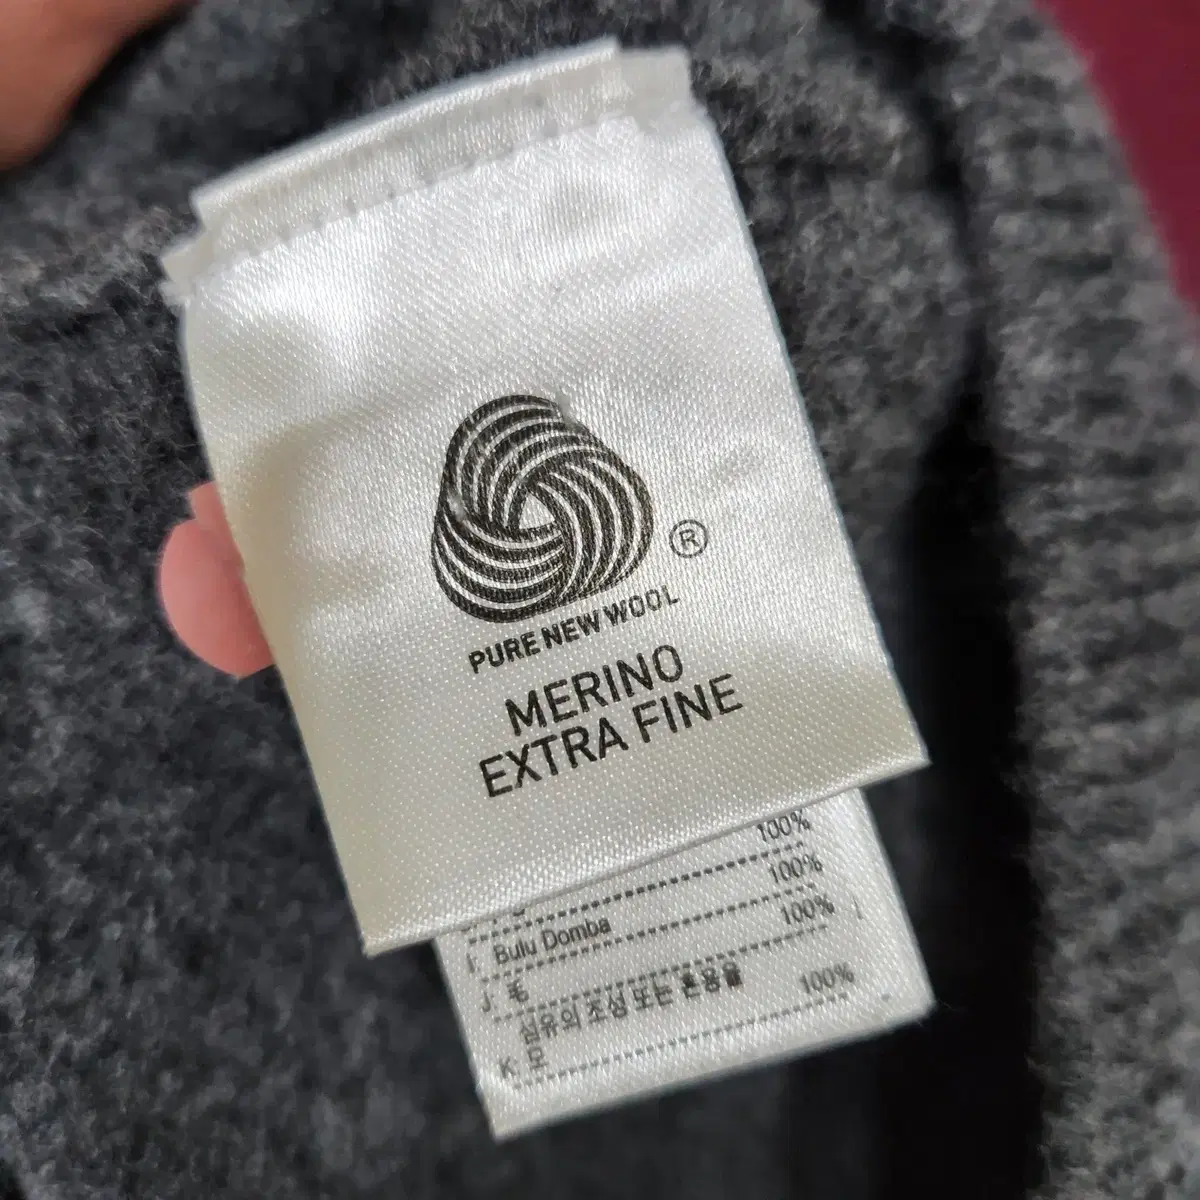 ®
PURE NEW WOOL
MERINO
EXTRA FINE
100%
100%
I: Bulu Domba 100%
J: 毛
섬유의 조성 또는 혼용률
K: 모 100%